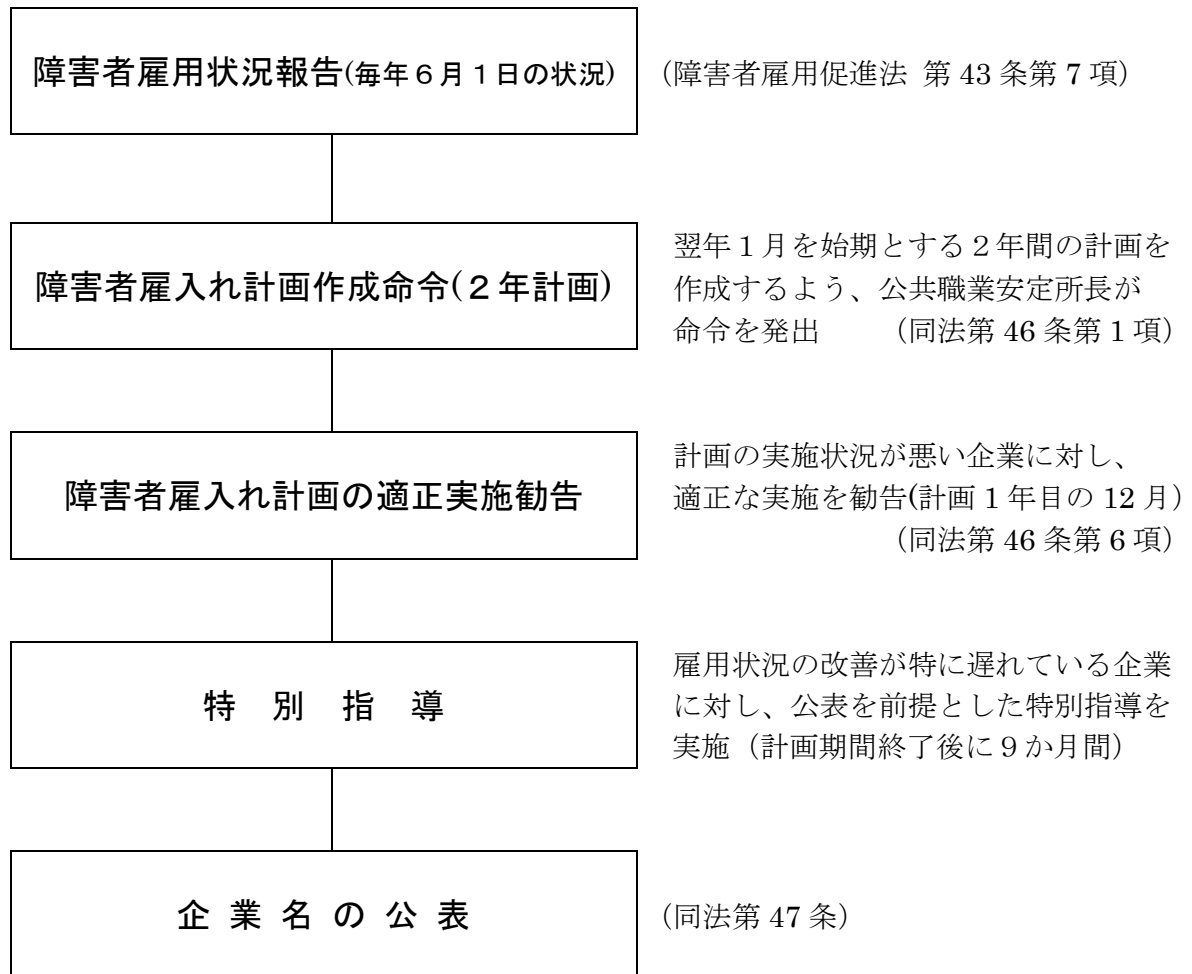 障害者雇用状況報告(毎年６月１日の状況)
（障害者雇用促進法 第 43 条第 7 項）
障害者雇入れ計画作成命令(２年計画)
翌年１月を始期とする２年間の計画を
作成するよう、公共職業安定所長が
命令を発出　　（同法第 46 条第 1 項）
障害者雇入れ計画の適正実施勧告
計画の実施状況が悪い企業に対し、
適正な実施を勧告(計画 1 年目の 12 月)
（同法第 46 条第 6 項）
特　別　指　導
雇用状況の改善が特に遅れている企業
に対し、公表を前提とした特別指導を
実施（計画期間終了後に９か月間）
企 業 名 の 公 表
（同法第 47 条）